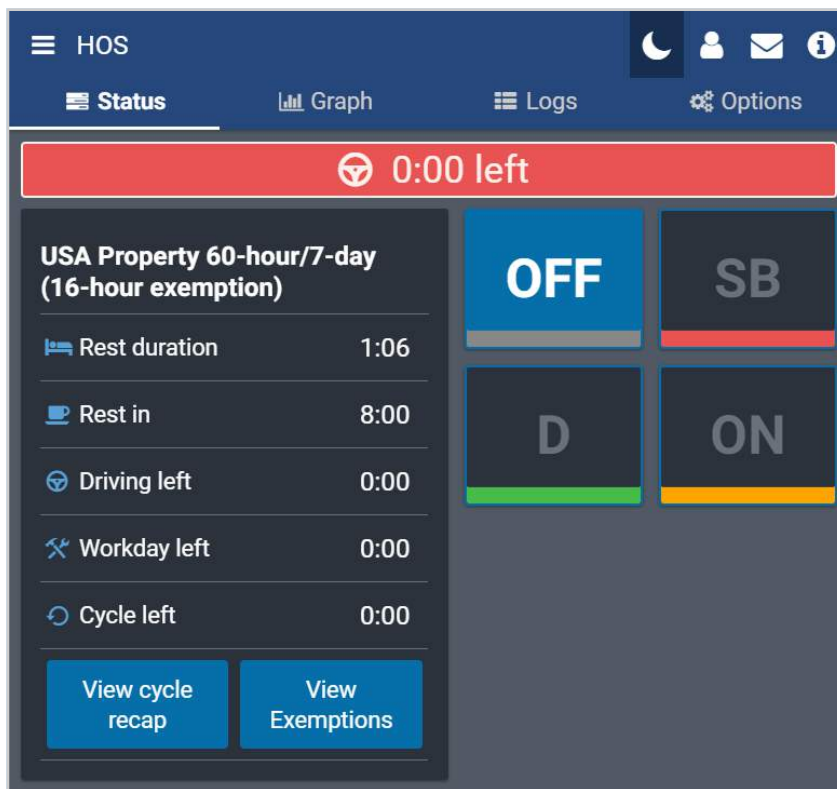 HOS
Status
Graph
Logs
Options
0:00 left
USA Property 60-hour/7-day
(16-hour exemption)
Rest duration 1:06
Rest in 8:00
Driving left 0:00
Workday left 0:00
Cycle left 0:00
View cycle
recap
View
Exemptions
OFF
SB
D
ON